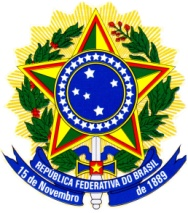 REPÚBLICA FEDERATIVA DO BRASIL
15 de Novembro
de 1889